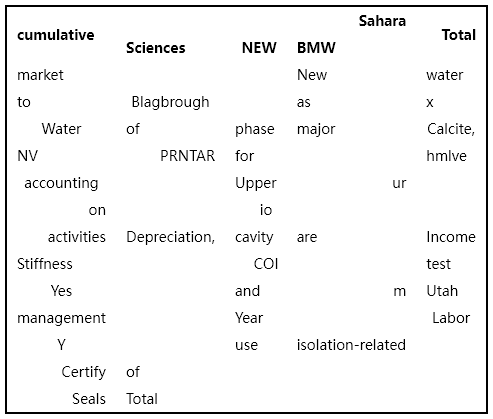 Sahara
cumulative Total
Sciences NEW BMW
market New water
to Blagbrough as x
Water of phase major Calcite,
NV PRNTAR for hmlve
accounting Upper ur
on io
activities Depreciation, cavity are Income
Stiffness COI test
Yes and m Utah
management Year Labor
Y use isolation-related
Certify of
Seals Total